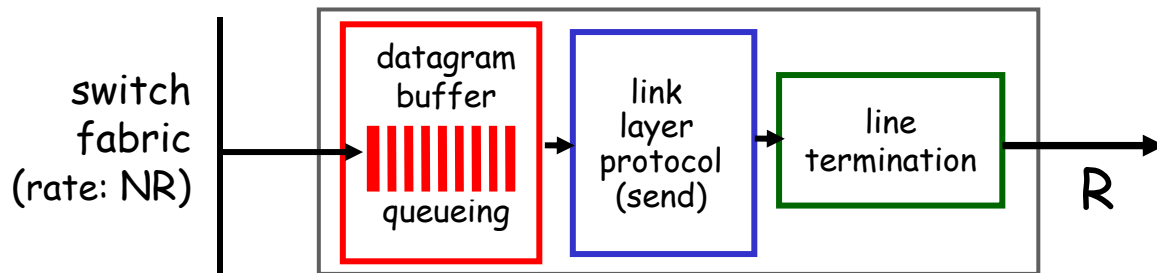 switch
fabric
(rate: NR)
datagram
buffer
queueing
link
layer
protocol
(send)
line
termination
R